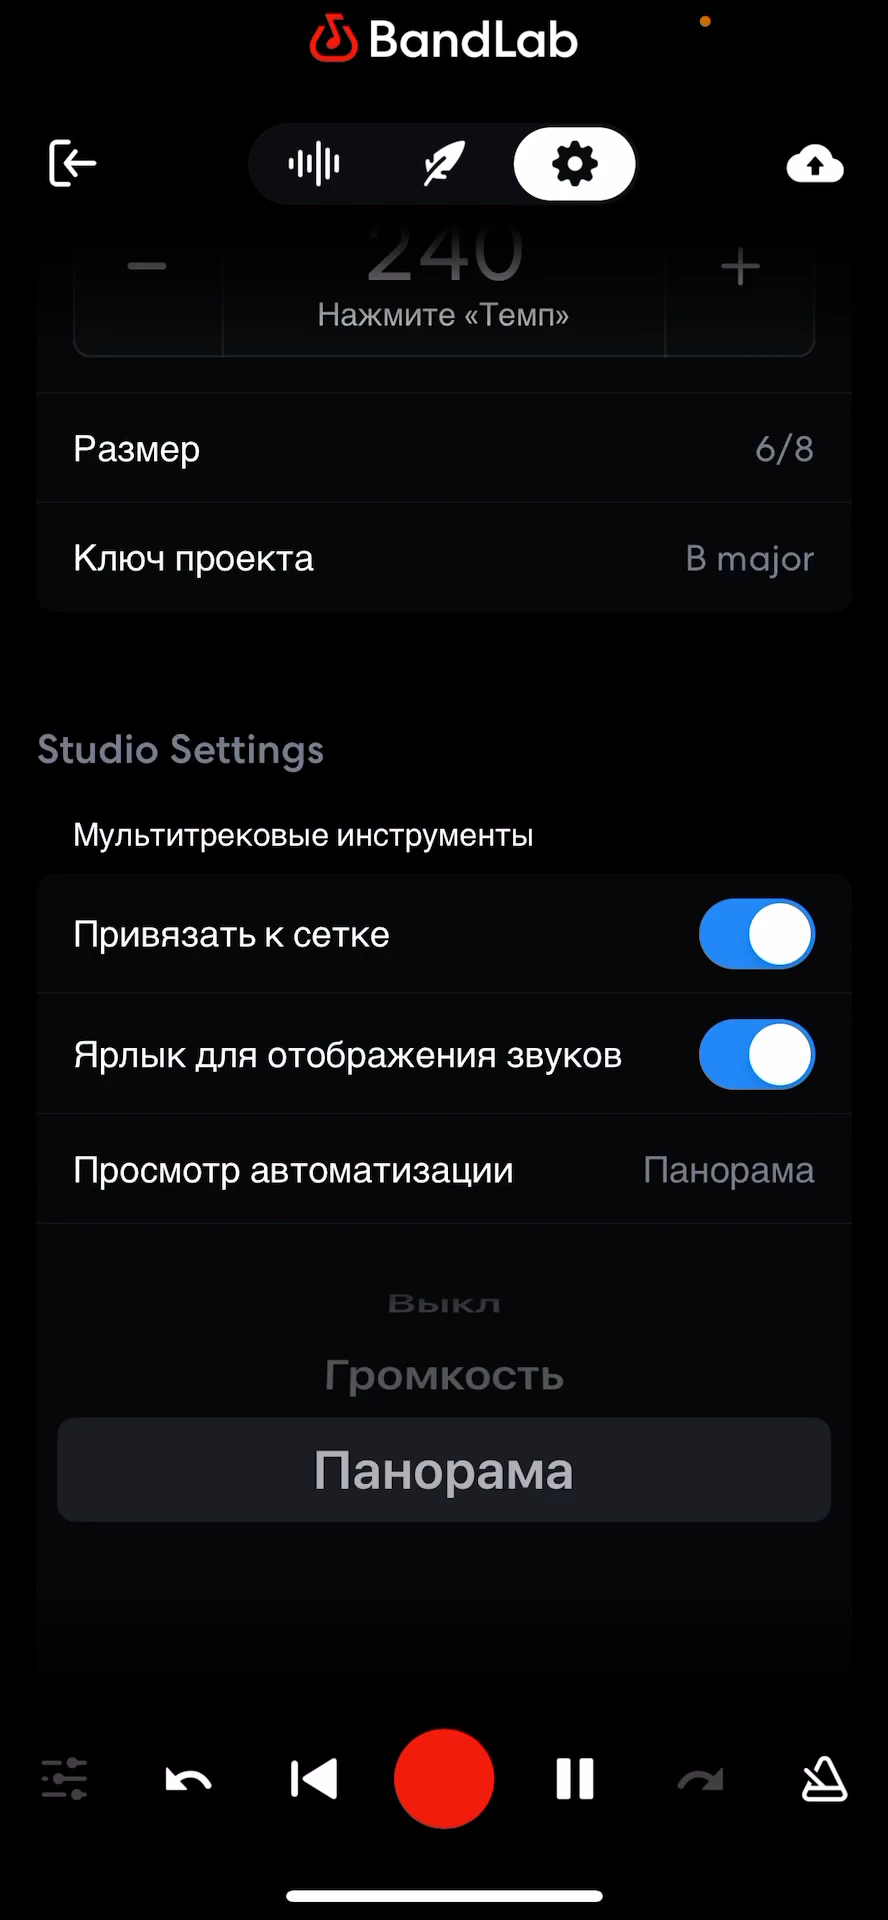 BandLab
240
Нажмите «Темп»
Размер 6/8
Ключ проекта B major
Studio Settings
Мультитрековые инструменты
Привязать к сетке
Ярлык для отображения звуков
Просмотр автоматизации Панорама
Выкл
Громкость
Панорама